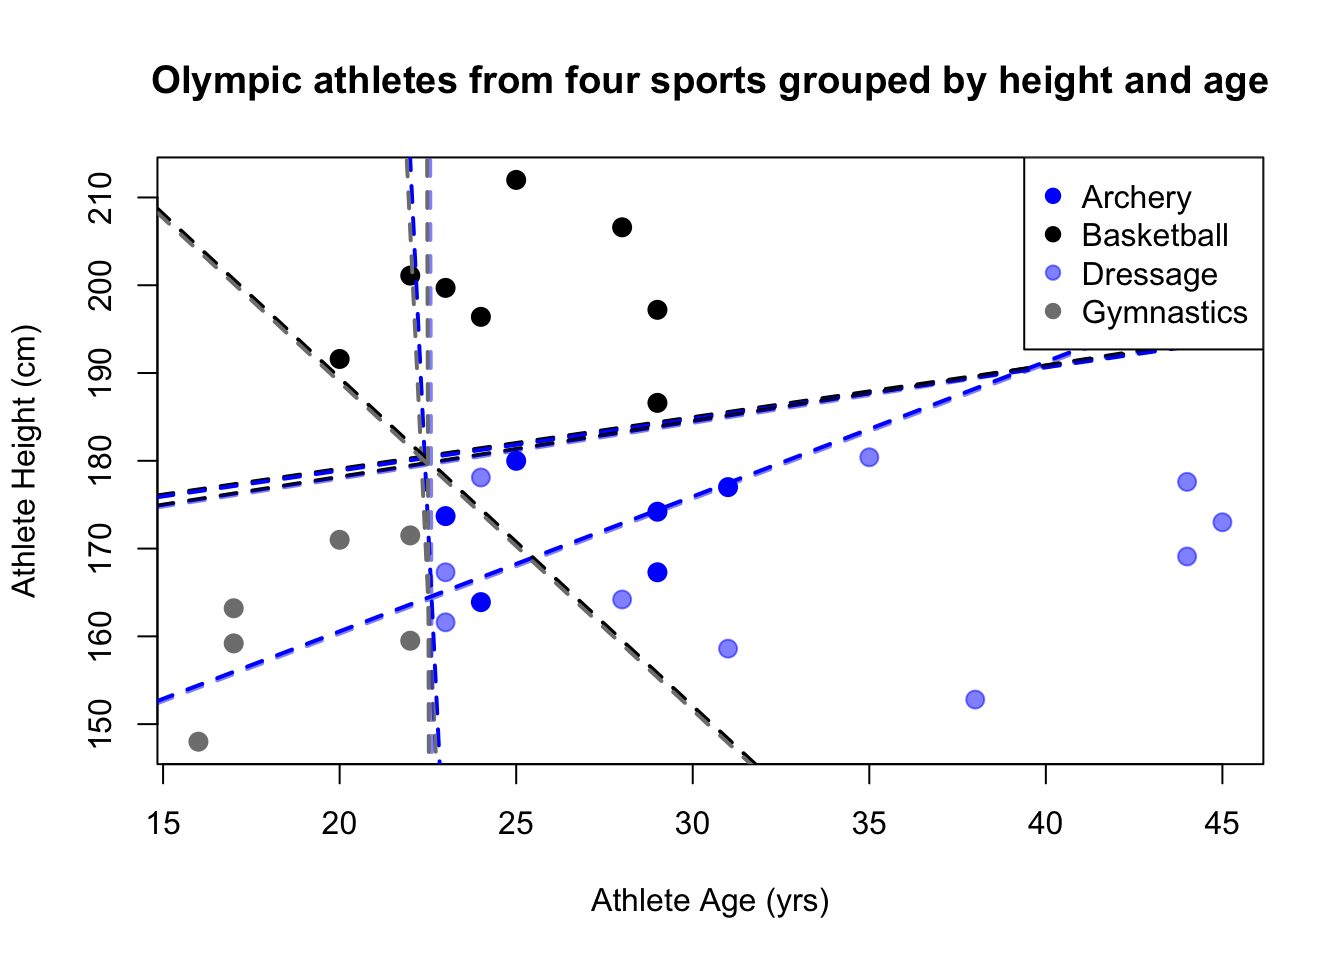 Olympic athletes from four sports grouped by height and age
Archery
Basketball
Dressage
Gymnastics
Athlete Height (cm)
210
200
190
180
170
160
150
15 20 25 30 35 40 45
Athlete Age (yrs)